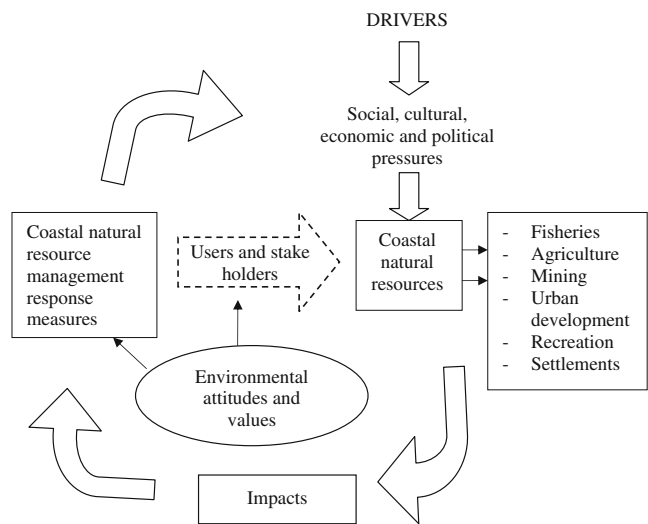 DRIVERS
Social, cultural,
economic and political
pressures
Coastal natural
resource
management
response
measures
Users and stake
holders
Coastal
natural
resources
- Fisheries
- Agriculture
- Mining
- Urban
development
- Recreation
- Settlements
Environmental
attitudes and
values
Impacts